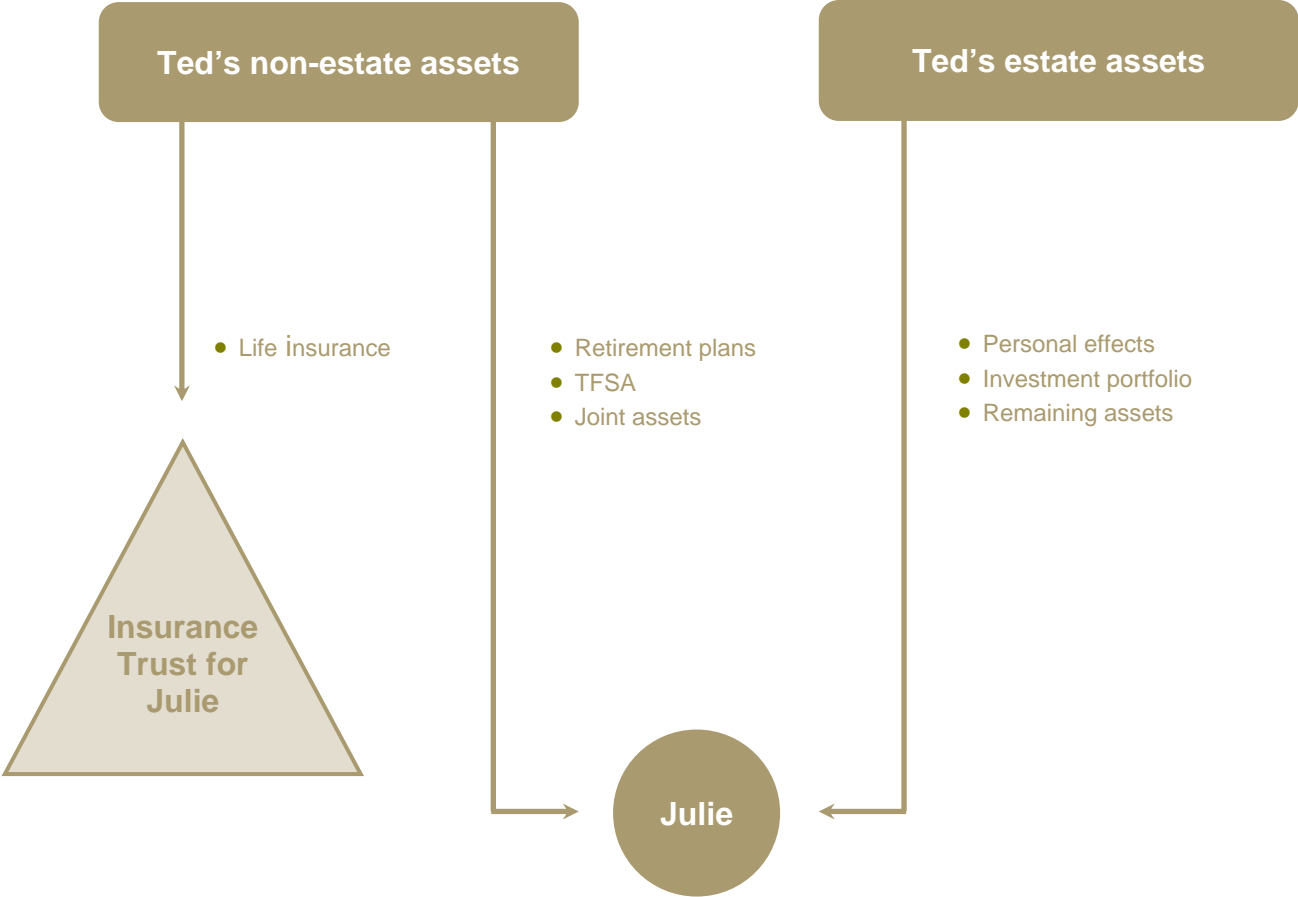 Ted’s non-estate assets
Ted’s estate assets
• Life insurance
• Retirement plans
• TFSA
• Joint assets
• Personal effects
• Investment portfolio
• Remaining assets
Insurance
Trust for
Julie
Julie